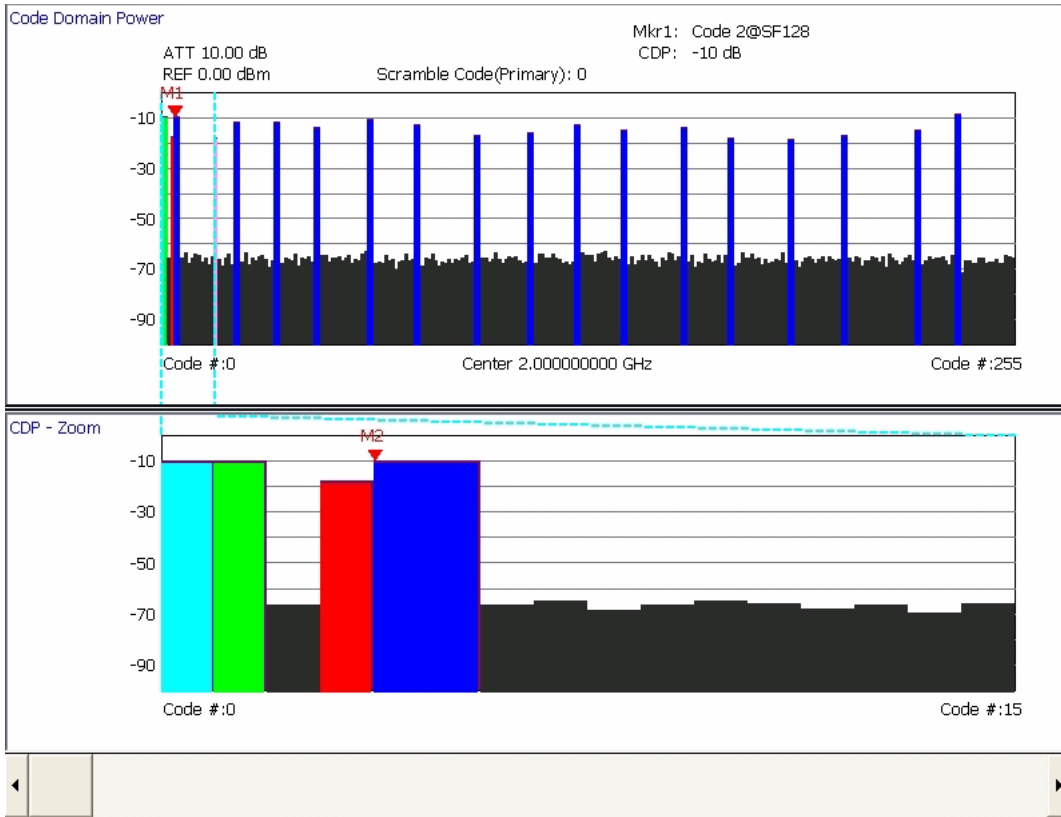 Code Domain Power
Mkr1: Code 2@SF128
ATT 10.00 dB
CDP: -10 dB
REF 0.00 dBm
Scramble Code(Primary): 0
M1
-10
-30
-50
-70
-90
Code #:0
Center 2.000000000 GHz
Code #:255
CDP - Zoom
M2
-10
-30
-50
-70
-90
Code #:0
Code #:15